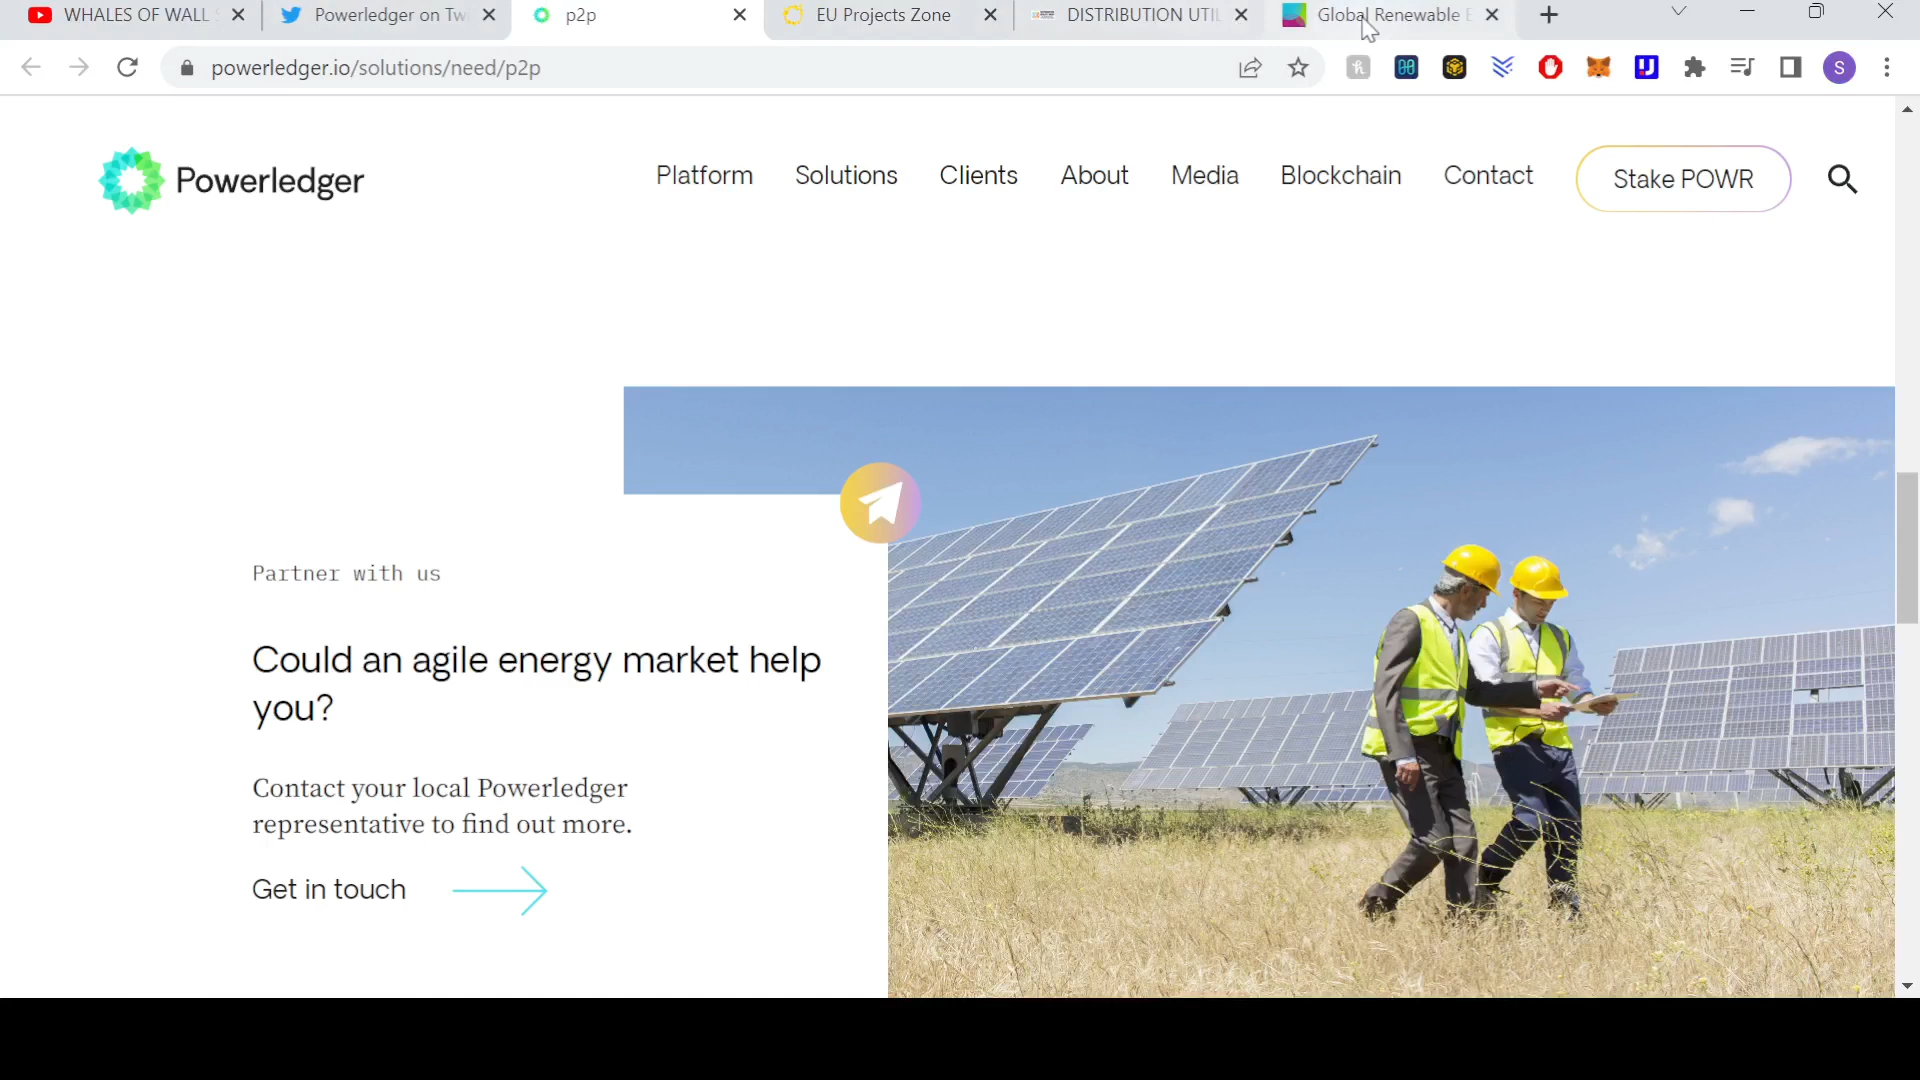 WHALES OF WALL S
Powerledger on Tw
p2p
EU Projects Zone
DISTRIBUTION UTIL
Global Renewable E
powerledger.io/solutions/need/p2p
S
Powerledger
Platform
Solutions
Clients
About
Media
Blockchain
Contact
Stake POWR
Partner with us
Could an agile energy market help
you?
Contact your local Powerledger
representative to find out more.
Get in touch